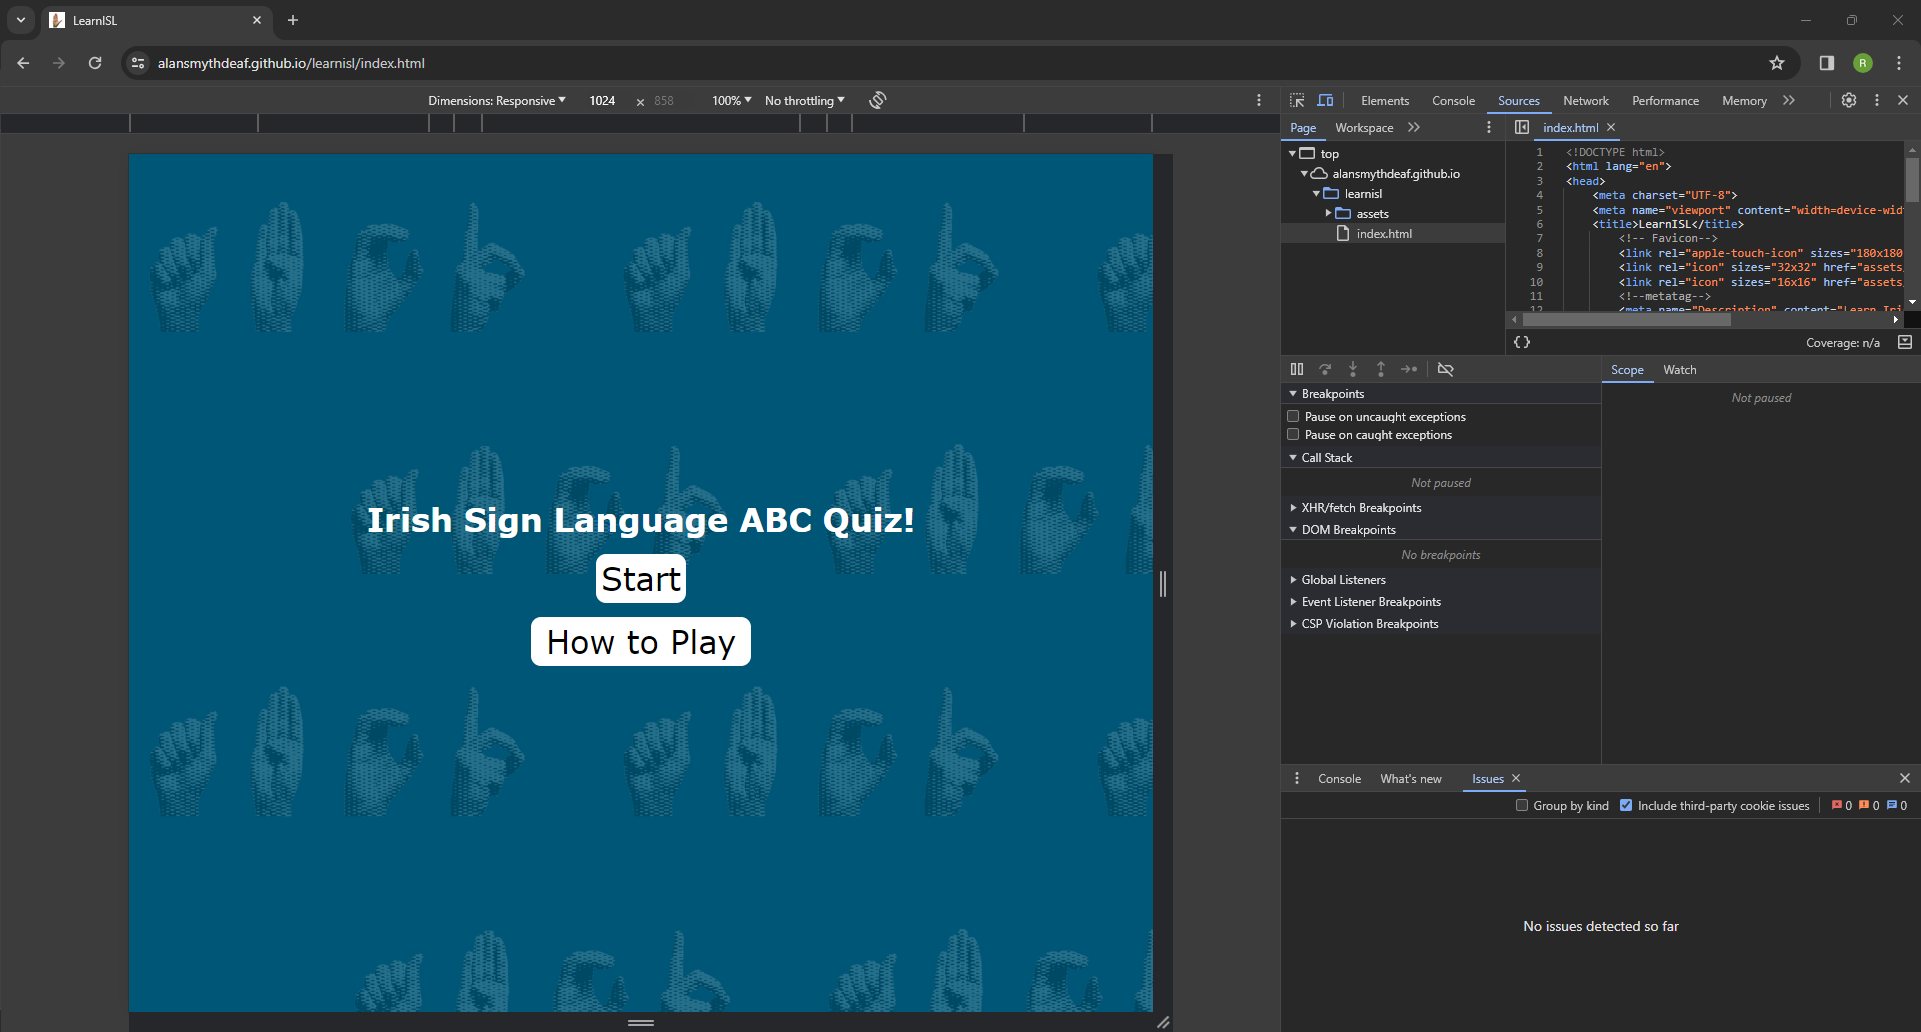 LearnISL
alansmythdeaf.github.io/learnisl/index.html
Dimensions: Responsive 1024 × 858 100% No throttling
Elements Console Sources Network Performance Memory
Page Workspace
top
alansmythdeaf.github.io
learnisl
assets
index.html
index.html
1 <!DOCTYPE html>
2 <html lang="en">
3 <head>
4 <meta charset="UTF-8">
5 <meta name="viewport" content="width=device-wid
6 <title>LearnISL</title>
7 <!-- Favicon-->
8 <link rel="apple-touch-icon" sizes="180x180
9 <link rel="icon" sizes="32x32" href="assets
10 <link rel="icon" sizes="16x16" href="assets
11 <!--metatag-->
12 <meta name="Description" content="Learn Iri
{} Coverage: n/a
Breakpoints
Pause on uncaught exceptions
Pause on caught exceptions
Call Stack
Not paused
XHR/fetch Breakpoints
DOM Breakpoints
No breakpoints
Global Listeners
Event Listener Breakpoints
CSP Violation Breakpoints
Scope Watch
Not paused
Irish Sign Language ABC Quiz!
Start
How to Play
Console What's new Issues
Group by kind Include third-party cookie issues 0 0 0
No issues detected so far
R